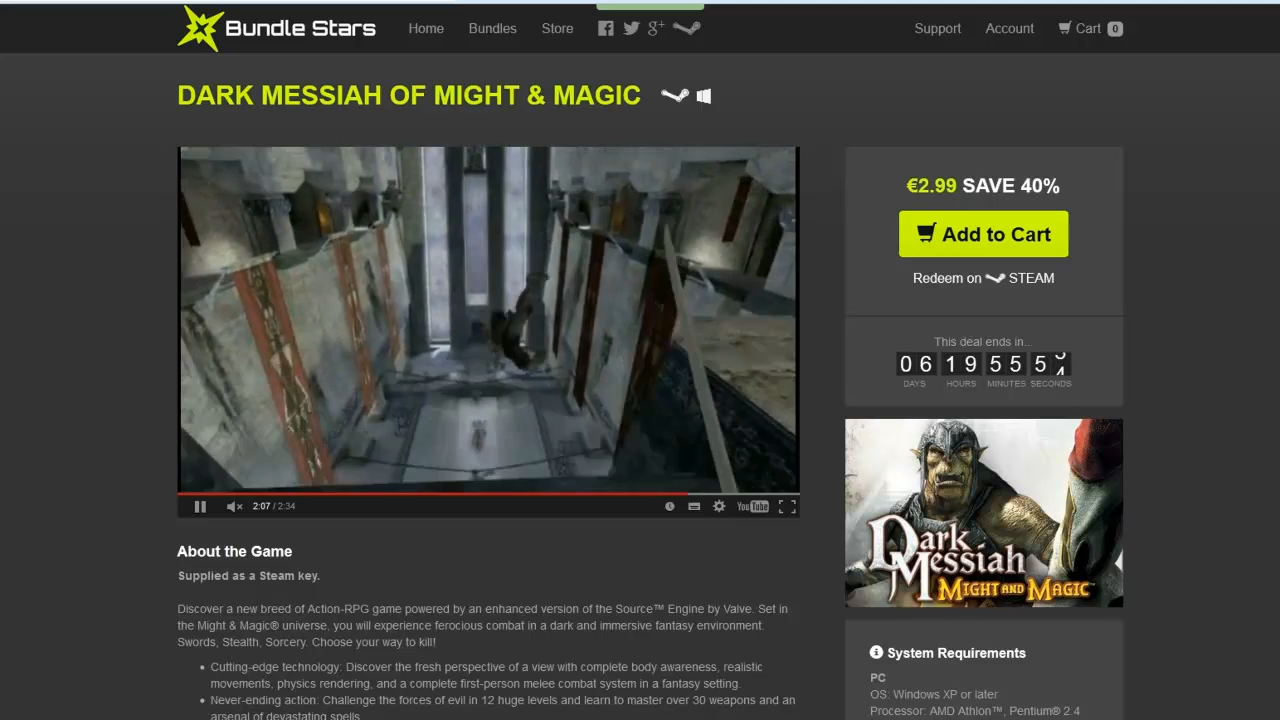 Bundle Stars
Home Bundles Store
Support Account Cart 0
DARK MESSIAH OF MIGHT & MAGIC
€2.99 SAVE 40%
Add to Cart
Redeem on STEAM
This deal ends in...
06 19 55 5
DAYS HOURS MINUTES SECONDS
2:07 / 2:34
YouTube
Dark
Messiah
MIGHT AND MAGIC™
About the Game
Supplied as a Steam key.
Discover a new breed of Action-RPG game powered by an enhanced version of the Source™ Engine by Valve. Set in
the Might & Magic® universe, you will experience ferocious combat in a dark and immersive fantasy environment.
Swords, Stealth, Sorcery. Choose your way to kill!
• Cutting-edge technology: Discover the fresh perspective of a view with complete body awareness, realistic
movements, physics rendering, and a complete first-person melee combat system in a fantasy setting.
• Never-ending action: Challenge the forces of evil in 12 huge levels and learn to master over 30 weapons and an
arsenal of devastating spells.
System Requirements
PC
OS: Windows XP or later
Processor: AMD Athlon™, Pentium® 2.4